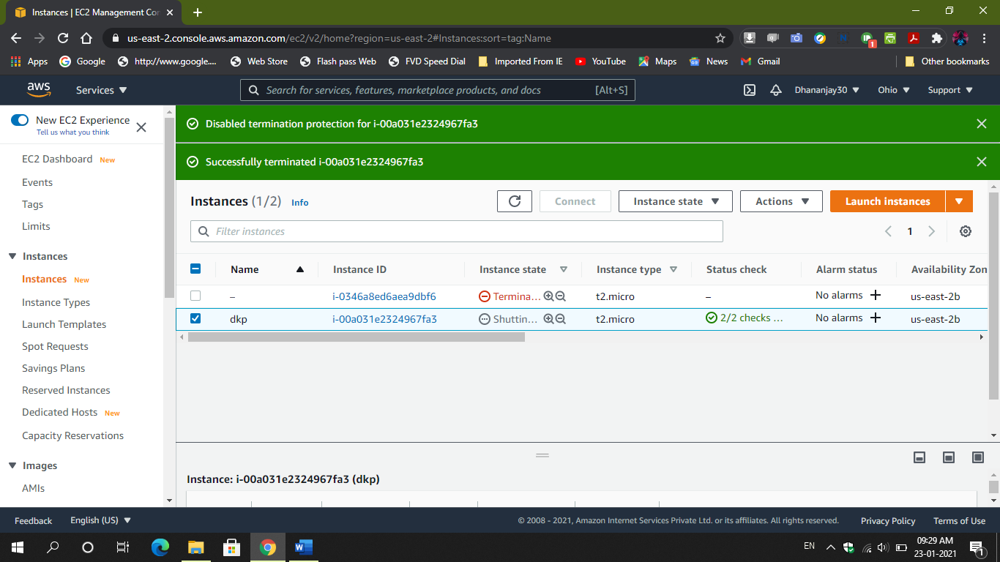 Instances | EC2 Management Con
us-east-2.console.aws.amazon.com/ec2/v2/home?region=us-east-2#Instances:sort=tag:Name
1
Apps Google http://www.google.... Web Store Flash pass Web FVD Speed Dial Imported From IE YouTube Maps News Gmail Other bookmarks
aws Services Search for services, features, marketplace products, and docs [Alt+S] Dhananjay30 Ohio Support
New EC2 Experience
Tell us what you think
EC2 Dashboard New
Events
Tags
Limits
Instances
Instances New
Instance Types
Launch Templates
Spot Requests
Savings Plans
Reserved Instances
Dedicated Hosts New
Capacity Reservations
Images
AMIs
Disabled termination protection for i-00a031e2324967fa3
Successfully terminated i-00a031e2324967fa3
Instances (1/2) Info Connect Instance state Actions Launch instances
Filter instances 1
Name Instance ID Instance state Instance type Status check Alarm status Availability Zon
– i-0346a8ed6aea9dbf6 Termina... t2.micro – No alarms + us-east-2b
dkp i-00a031e2324967fa3 Shuttin... t2.micro 2/2 checks ... No alarms + us-east-2b
Instance: i-00a031e2324967fa3 (dkp)
Feedback English (US) © 2008 - 2021, Amazon Internet Services Private Ltd. or its affiliates. All rights reserved. Privacy Policy Terms of Use
EN 09:29 AM
23-01-2021
1